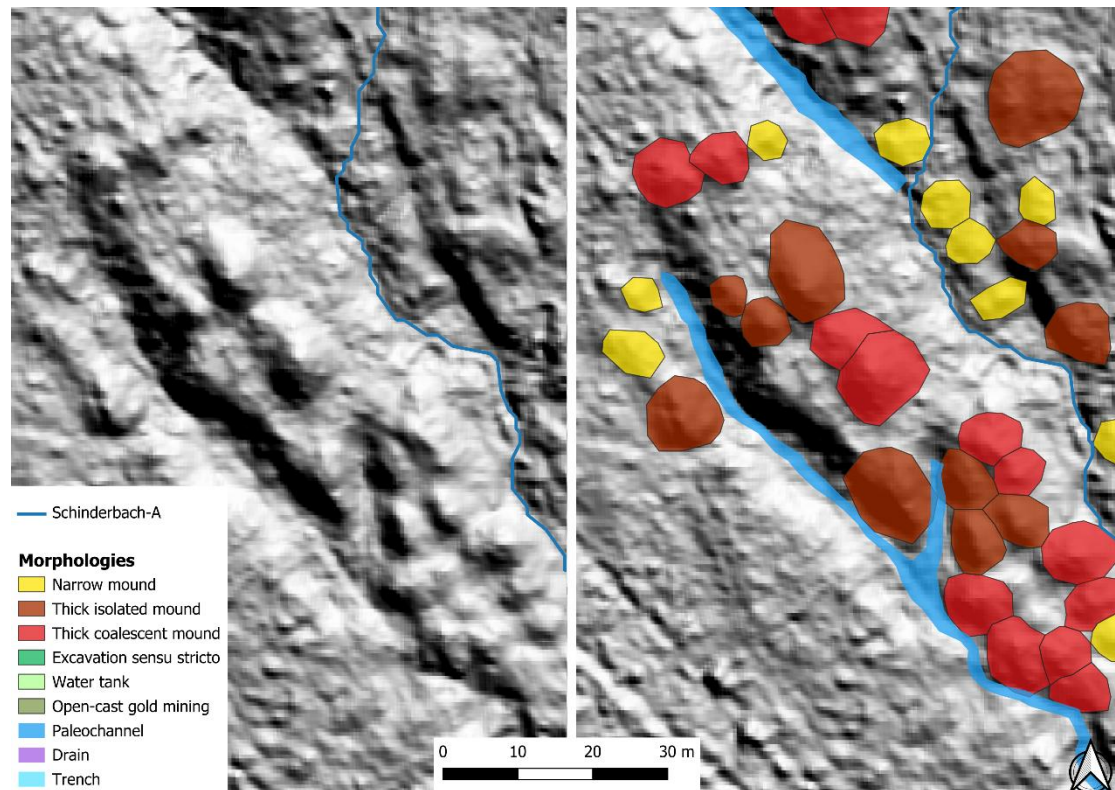 Schinderbach-A
Morphologies
Narrow mound
Thick isolated mound
Thick coalescent mound
Excavation sensu stricto
Water tank
Open-cast gold mining
Paleochannel
Drain
Trench
0 10 20 30 m